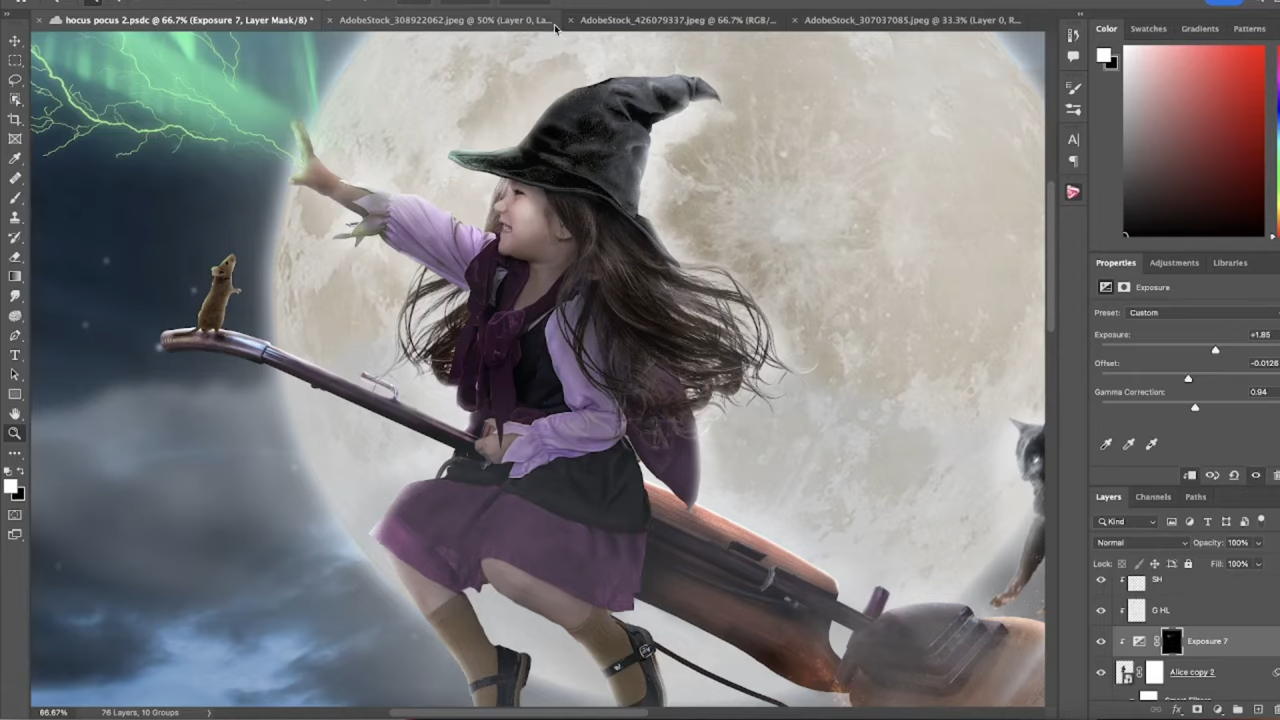 hocus pocus 2.psdc @ 66.7% (Exposure 7, Layer Mask/8) *
AdobeStock_308922062.jpeg @ 50% (Layer 0, La...
AdobeStock_426079337.jpeg @ 66.7% (RGB/...
AdobeStock_307037085.jpeg @ 33.3% (Layer 0, R...
Color
Swatches
Gradients
Patterns
Properties
Adjustments
Libraries
Exposure
Preset: Custom
Exposure: +1.85
Offset: -0.0126
Gamma Correction: 0.94
Layers
Channels
Paths
Kind
Normal
Opacity: 100%
Lock:
Fill: 100%
SH
G HL
Exposure 7
Alice copy 2
66.67%
76 Layers, 10 Groups